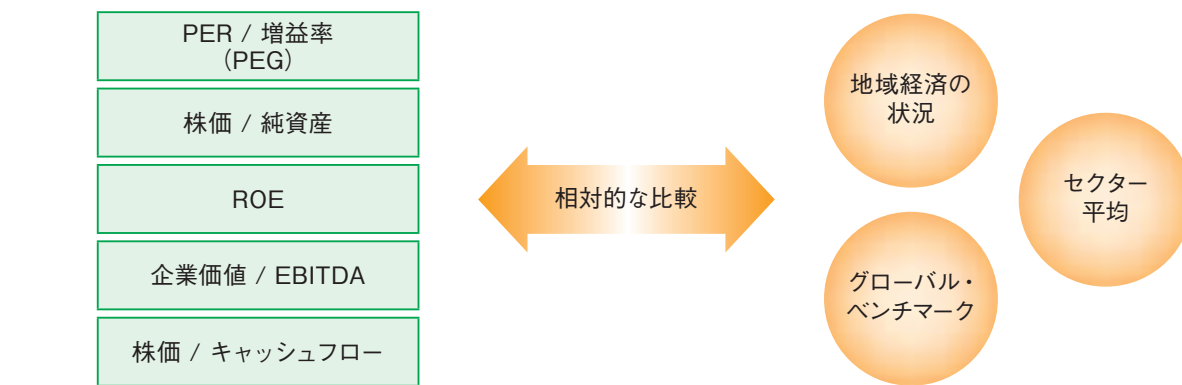 PER / 増益率
（PEG）
株価 / 純資産
ROE
企業価値 / EBITDA
株価 / キャッシュフロー
相対的な比較
地域経済の
状況
セクター
平均
グローバル・
ベンチマーク